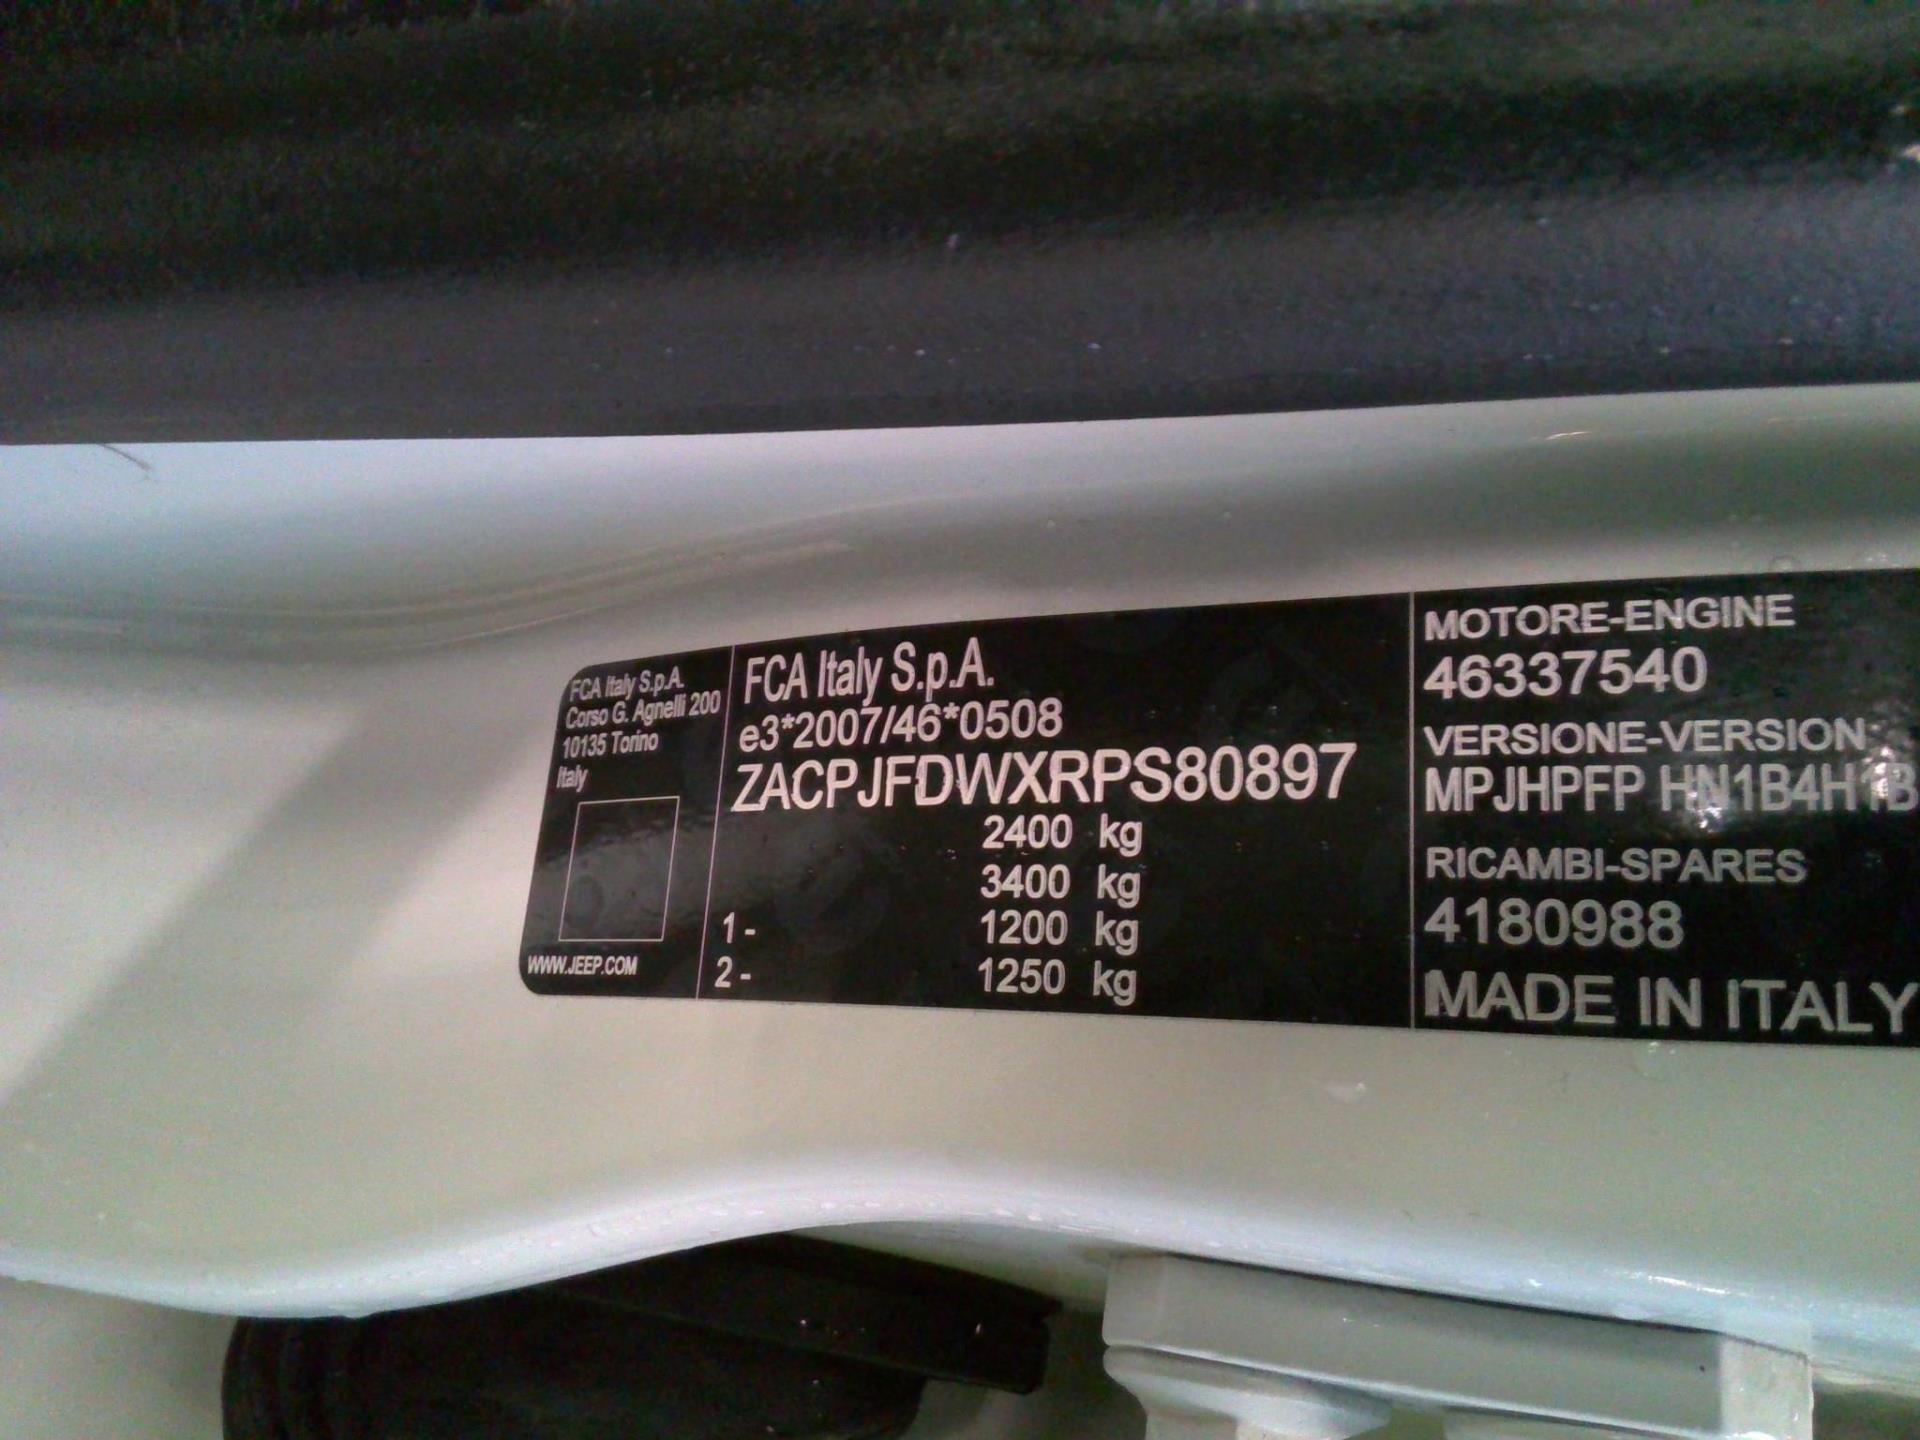 FCA Italy S.p.A.
Corso G. Agnelli 200
10135 Torino
Italy
WWW.JEEP.COM
FCA Italy S.p.A.
e3*2007/46*0508
ZACPJFDWXRPS80897
2400 kg
3400 kg
1- 1200 kg
2- 1250 kg
MOTORE-ENGINE
46337540
VERSIONE-VERSION
MPJHPFP HN1B4H1B
RICAMBI-SPARES
4180988
MADE IN ITALY